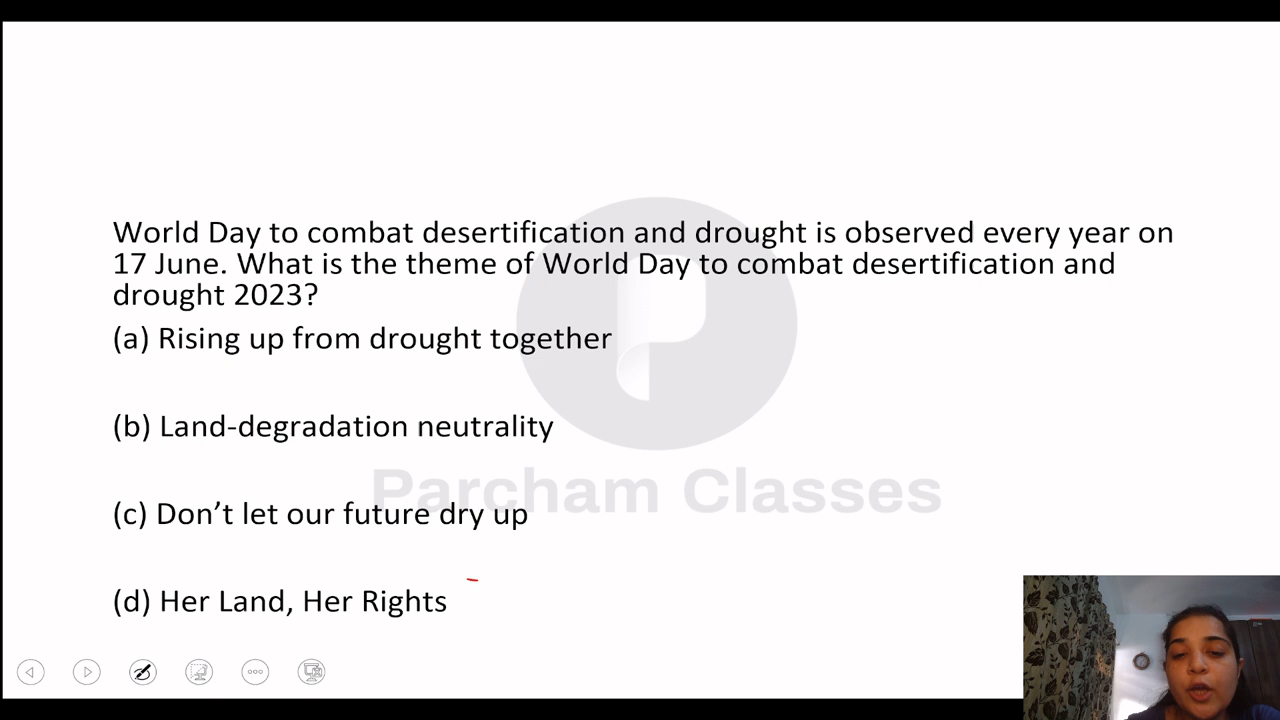 World Day to combat desertification and drought is observed every year on
17 June. What is the theme of World Day to combat desertification and
drought 2023?
(a) Rising up from drought together
(b) Land-degradation neutrality
Parcham Classes
(c) Don’t let our future dry up
(d) Her Land, Her Rights